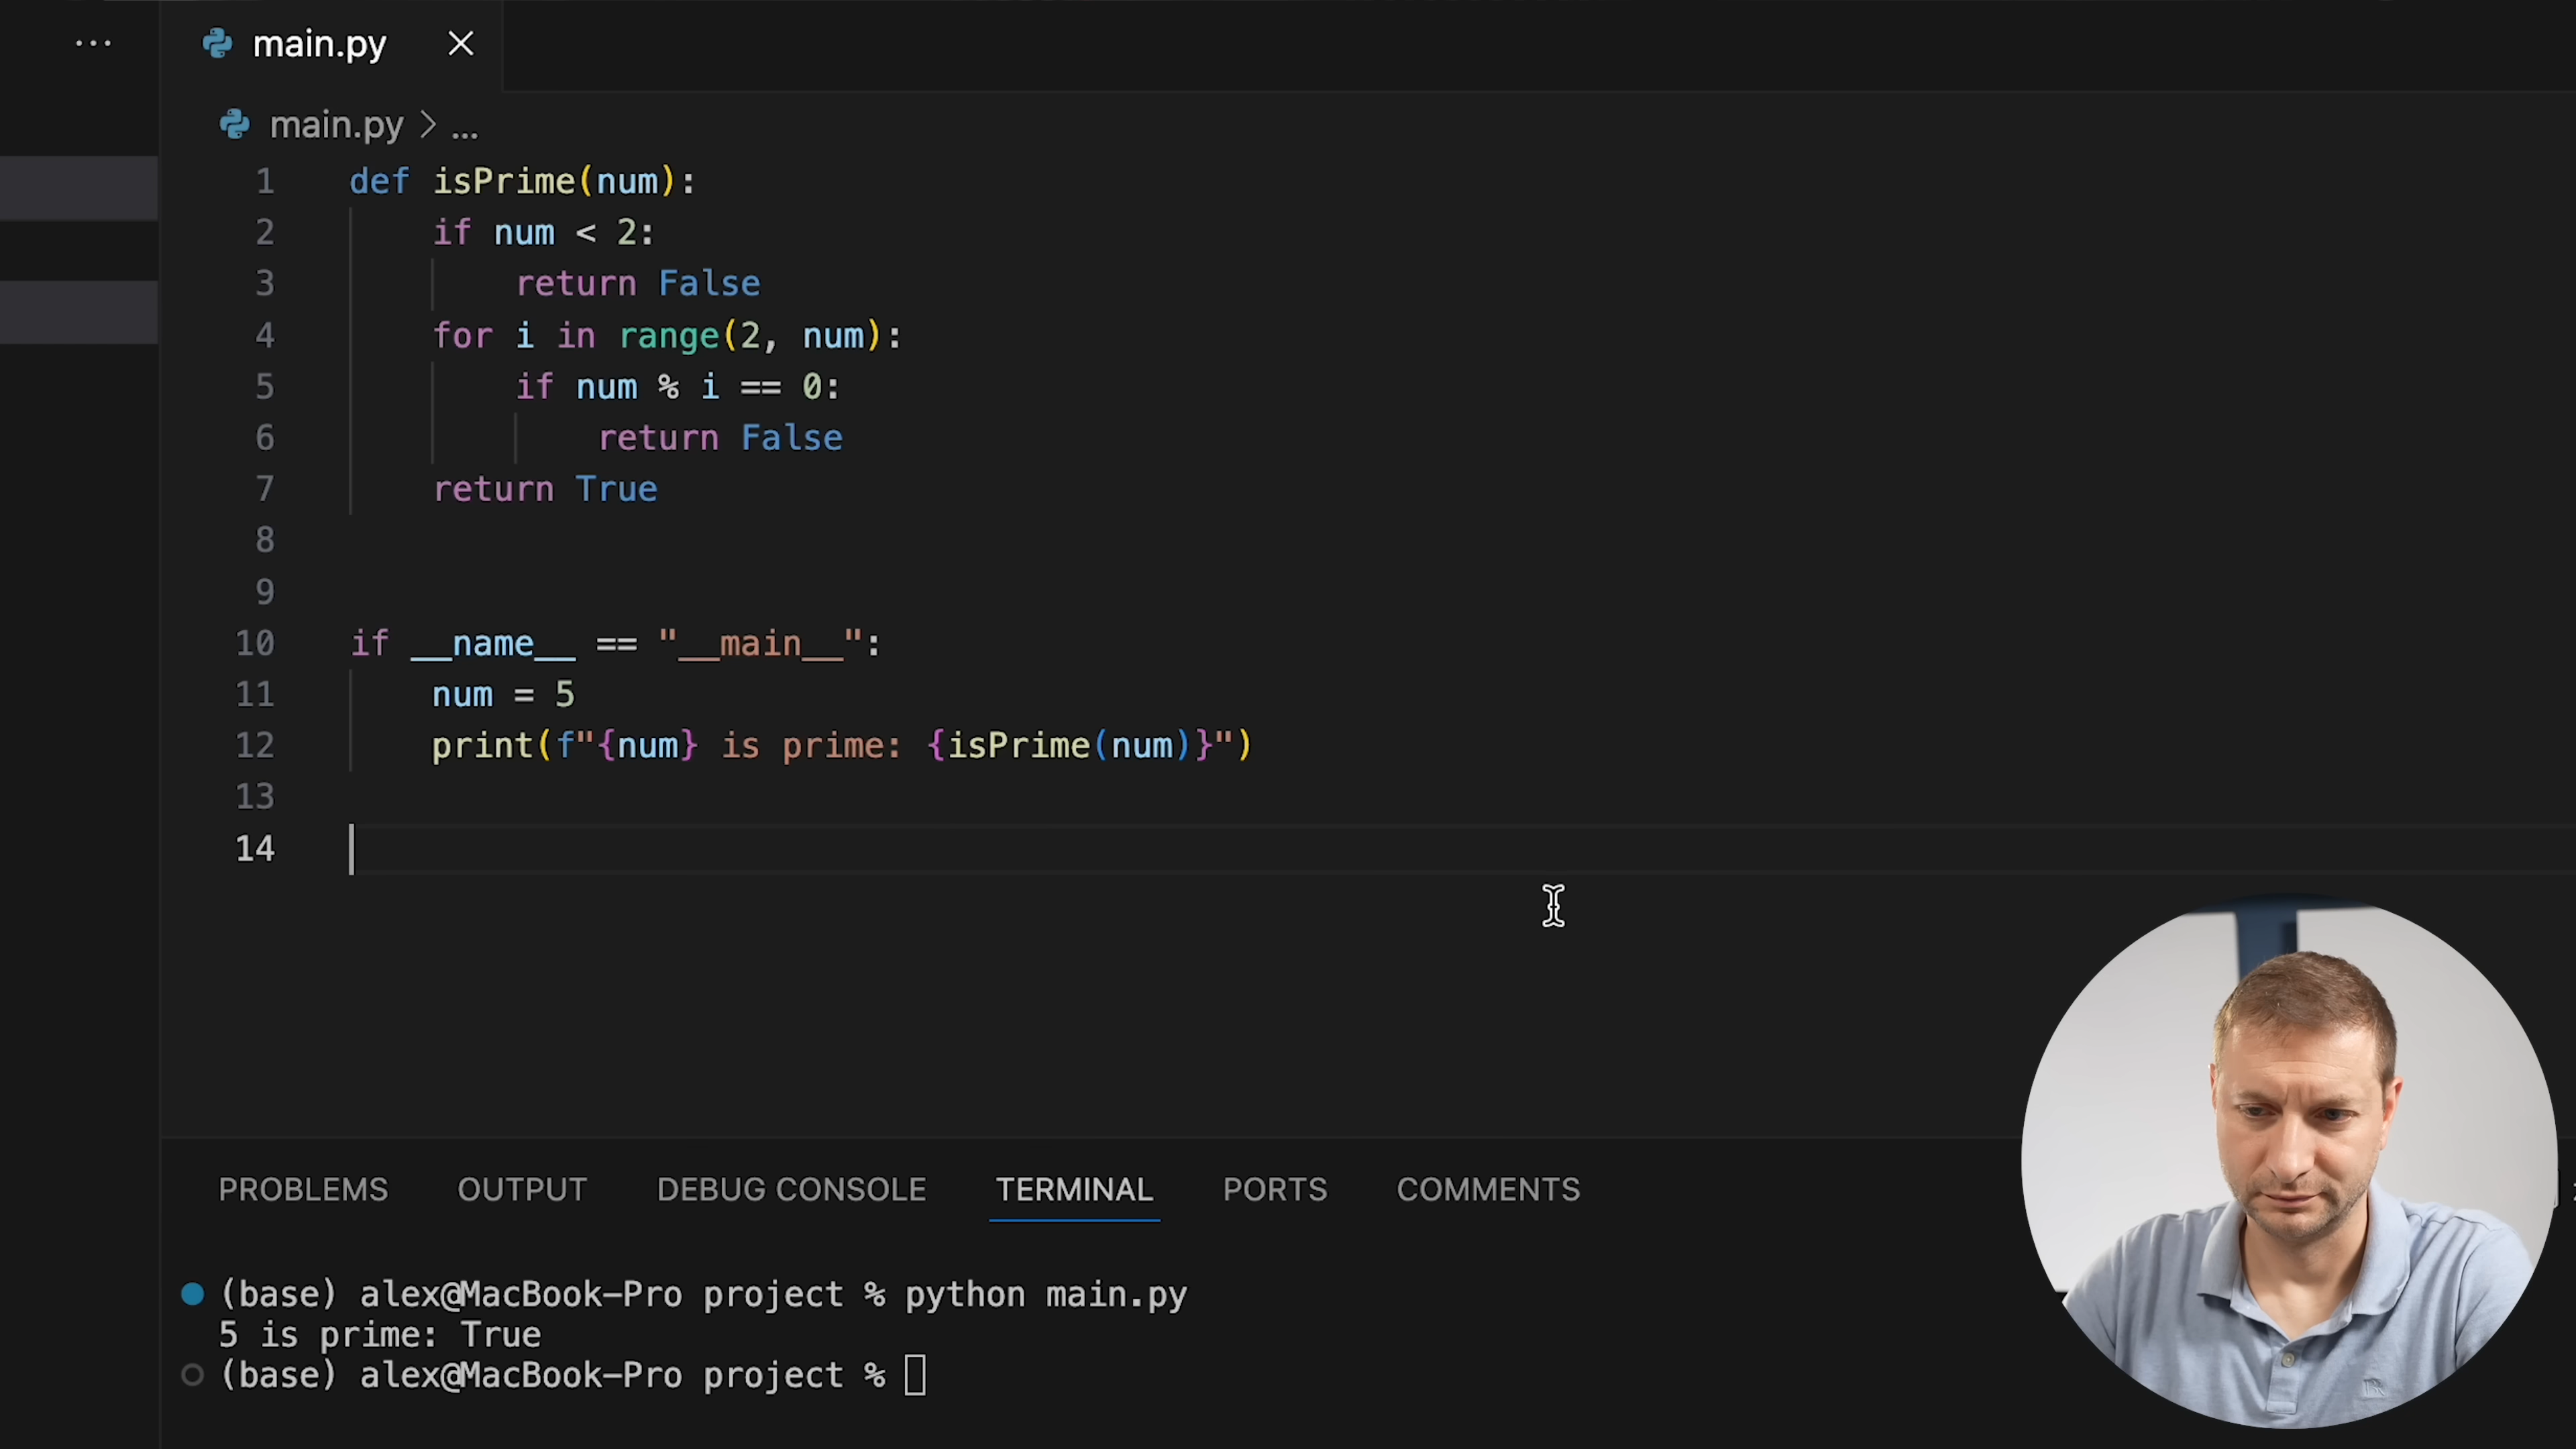 ... main.py
main.py > ...
1 def isPrime(num):
2 if num < 2:
3 return False
4 for i in range(2, num):
5 if num % i == 0:
6 return False
7 return True
8
9
10 if __name__ == "__main__":
11 num = 5
12 print(f"{num} is prime: {isPrime(num)}")
13
14
PROBLEMS OUTPUT DEBUG CONSOLE TERMINAL PORTS COMMENTS
(base) alex@MacBook-Pro project % python main.py
5 is prime: True
(base) alex@MacBook-Pro project %